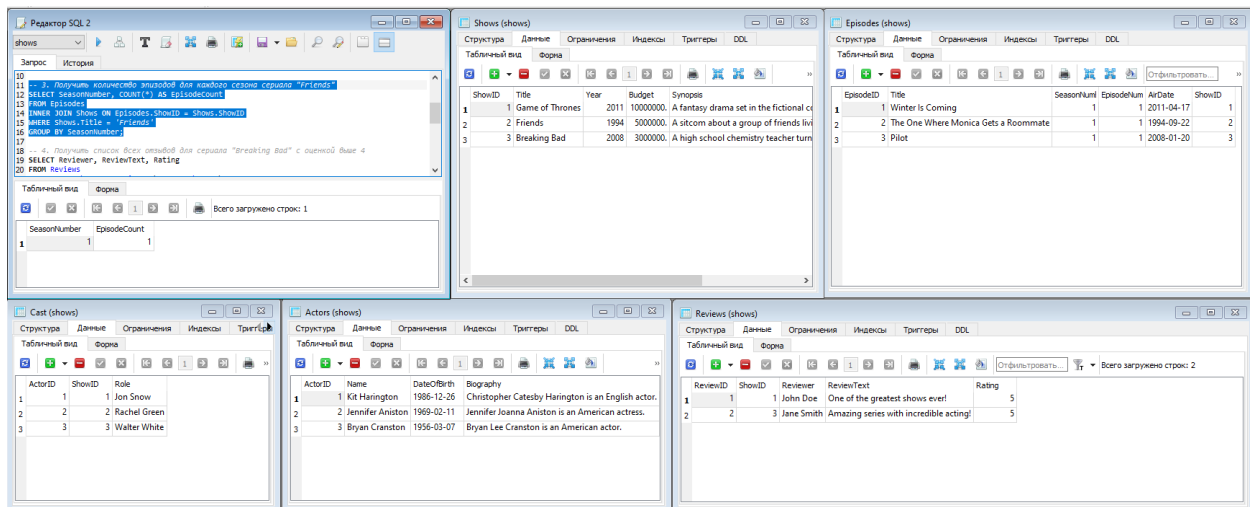 Редактор SQL 2
shows
Запрос История
10
11 -- 3. Получить количество эпизодов для каждого сезона сериала "Friends"
12 SELECT SeasonNumber, COUNT(*) AS EpisodeCount
13 FROM Episodes
14 INNER JOIN Shows ON Episodes.ShowID = Shows.ShowID
15 WHERE Shows.Title = 'Friends'
16 GROUP BY SeasonNumber;
17
18 -- 4. Получить список всех отзывов для сериала "Breaking Bad" с оценкой выше 4
19 SELECT Reviewer, ReviewText, Rating
20 FROM Reviews
Табличный вид Форма
1 Всего загружено строк: 1
SeasonNumber EpisodeCount
1 1 1
Shows (shows)
Структура Данные Ограничения Индексы Триггеры DDL
Табличный вид Форма
1 »
ShowID Title Year Budget Synopsis
1 1 Game of Thrones 2011 10000000. A fantasy drama set in the fictional co
2 2 Friends 1994 5000000. A sitcom about a group of friends livi
3 3 Breaking Bad 2008 3000000. A high school chemistry teacher turn
Episodes (shows)
Структура Данные Ограничения Индексы Триггеры DDL
Табличный вид Форма
1 Отфильтровать... »
EpisodeID Title SeasonNuml EpisodeNum AirDate ShowID
1 1 Winter Is Coming 1 1 2011-04-17 1
2 2 The One Where Monica Gets a Roommate 1 1 1994-09-22 2
3 3 Pilot 1 1 2008-01-20 3
Cast (shows)
Структура Данные Ограничения Индексы Триггеры
Табличный вид Форма
1 »
ActorID ShowID Role
1 1 1 Jon Snow
2 2 2 Rachel Green
3 3 3 Walter White
Actors (shows)
Структура Данные Ограничения Индексы Триггеры DDL
Табличный вид Форма
1 »
ActorID Name DateOfBirth Biography
1 1 Kit Harington 1986-12-26 Christopher Catesby Harington is an English actor.
2 2 Jennifer Aniston 1969-02-11 Jennifer Joanna Aniston is an American actress.
3 3 Bryan Cranston 1956-03-07 Bryan Lee Cranston is an American actor.
Reviews (shows)
Структура Данные Ограничения Индексы Триггеры DDL
Табличный вид Форма
1 Отфильтровать... Всего загружено строк: 2
ReviewID ShowID Reviewer ReviewText Rating
1 1 1 John Doe One of the greatest shows ever! 5
2 2 3 Jane Smith Amazing series with incredible acting! 5